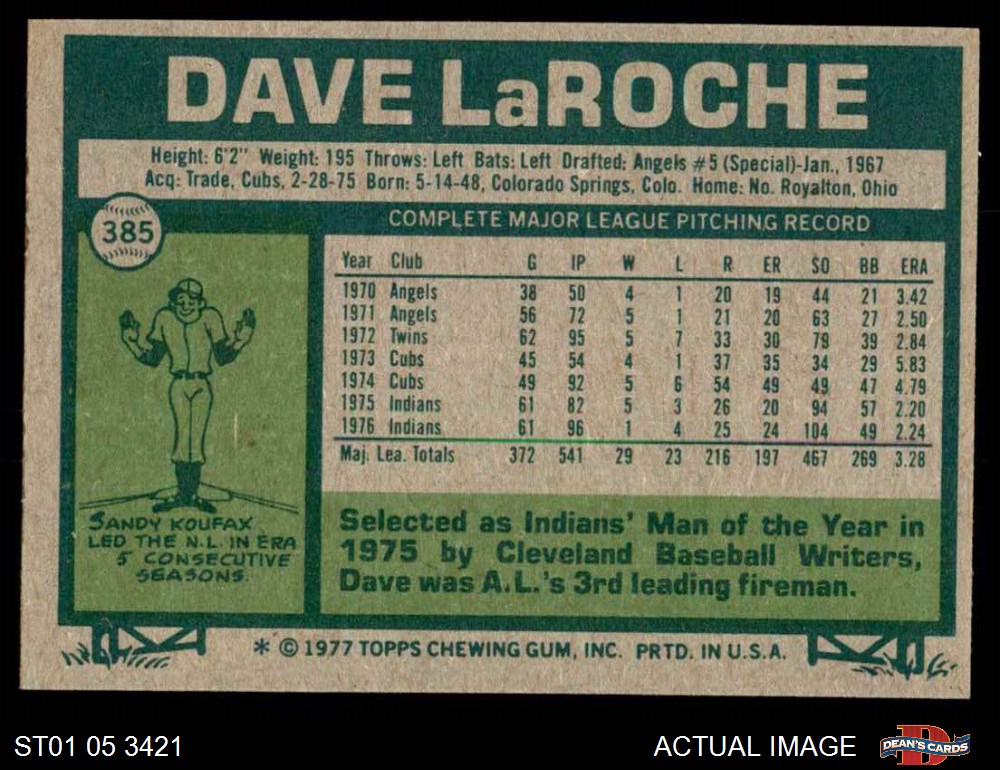 DAVE LaROCHE
Height: 6'2" Weight: 195 Throws: Left Bats: Left Drafted: Angels #5 (Special)-Jan., 1967
Acq: Trade, Cubs, 2-28-75 Born: 5-14-48, Colorado Springs, Colo. Home: No. Royalton, Ohio
385
COMPLETE MAJOR LEAGUE PITCHING RECORD
Year Club G IP W L R ER SO BB ERA
1970 Angels 38 50 4 1 20 19 44 21 3.42
1971 Angels 56 72 5 1 21 20 63 27 2.50
1972 Twins 62 95 5 7 33 30 79 39 2.84
1973 Cubs 45 54 4 1 37 35 34 29 5.83
1974 Cubs 49 92 5 6 54 49 49 47 4.79
1975 Indians 61 82 5 3 26 20 94 57 2.20
1976 Indians 61 96 1 4 25 24 104 49 2.24
Maj. Lea. Totals 372 541 29 23 216 197 467 269 3.28
SANDY KOUFAX
LED THE N.L. IN ERA
5 CONSECUTIVE
SEASONS.
Selected as Indians' Man of the Year in
1975 by Cleveland Baseball Writers,
Dave was A.L.'s 3rd leading fireman.
* © 1977 TOPPS CHEWING GUM, INC. PRTD. IN U.S.A.
ST01 05 3421
ACTUAL IMAGE
DEAN'S CARDS